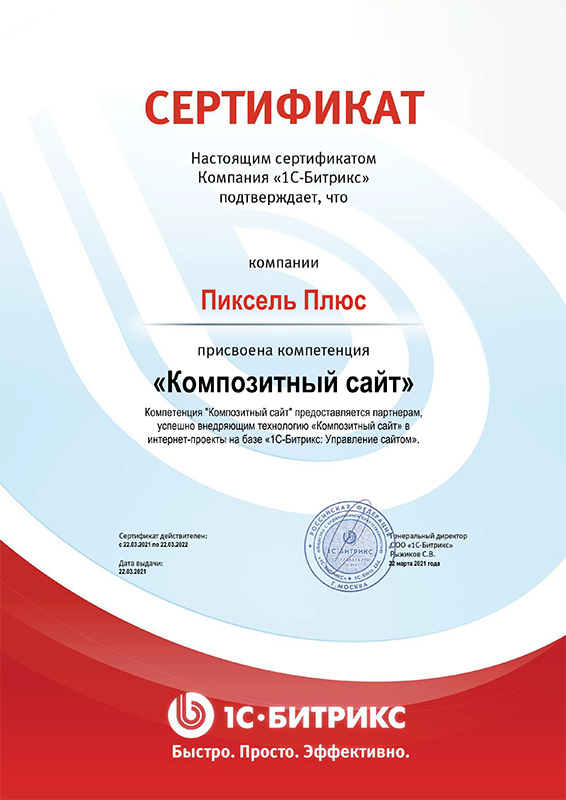 СЕРТИФИКАТ
Настоящим сертификатом
Компания «1С-Битрикс»
подтверждает, что
компании
Пиксель Плюс
присвоена компетенция
«Композитный сайт»
Компетенция "Композитный сайт" предоставляется партнерам,
успешно внедряющим технологию «Композитный сайт» в
интернет-проекты на базе «1С-Битрикс: Управление сайтом».
Сертификат действителен:
с 22.03.2021 по 22.03.2022
Дата выдачи:
22.03.2021
РОССИЙСКАЯ ФЕДЕРАЦИЯ
1С-БИТРИКС
Г.МОСКВА
Генеральный директор
ООО «1С-Битрикс»
Рыжиков С.В.
22 марта 2021 года
1С·БИТРИКС
Быстро. Просто. Эффективно.